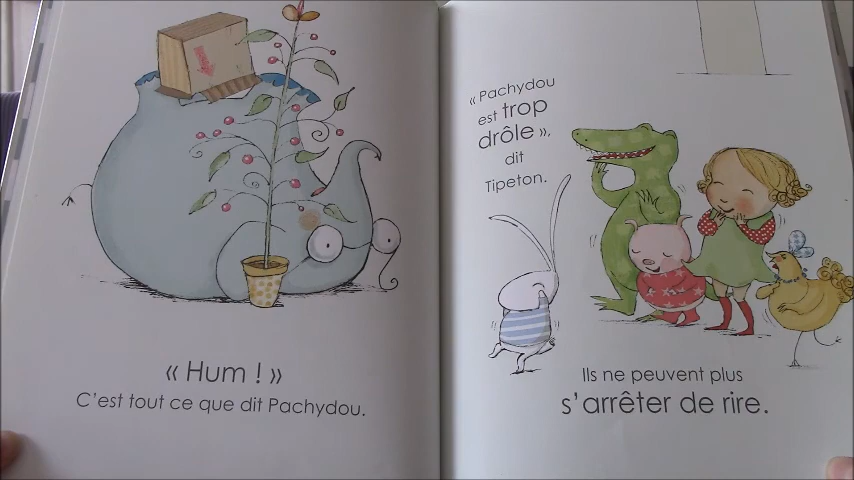 « Hum ! »
C'est tout ce que dit Pachydou.
« Pachydou
est trop
drôle »,
dit
Tipeton.
Ils ne peuvent plus
s'arrêter de rire.